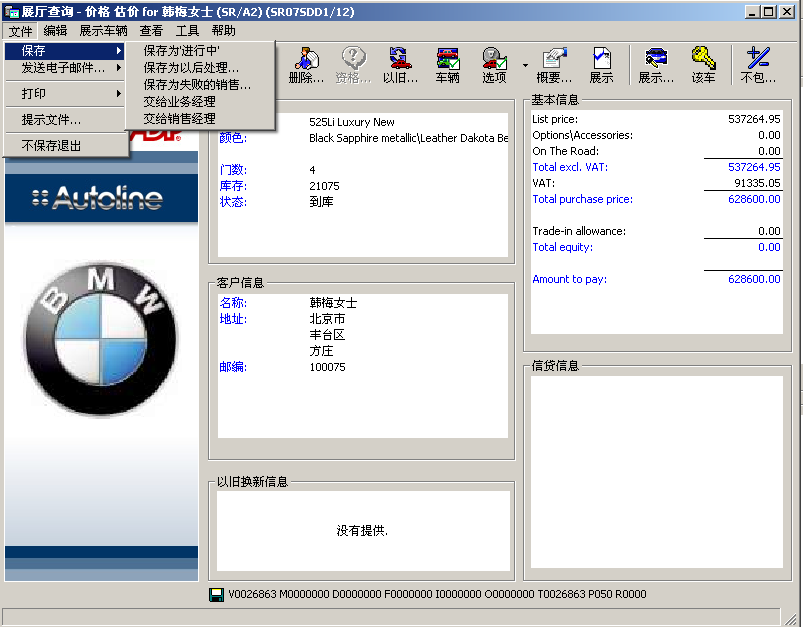 展厅查询 - 价格 估价 for 韩梅女士 (SR/A2) (SR07SDD1/12)
文件 编辑 展示车辆 查看 工具 帮助
保存
发送电子邮件...
打印
提示文件...
不保存退出
保存为'进行中'
保存为以后处理...
保存为失败的销售...
交给业务经理
交给销售经理
删除... 资格... 以旧... 车辆 选项 概要... 展示 展示... 该车 不包...
Autoline
BMW
525Li Luxury New
颜色: Black Sapphire metallic\Leather Dakota Be
门数: 4
库存: 21075
状态: 到库
客户信息
名称: 韩梅女士
地址: 北京市
丰台区
方庄
邮编: 100075
以旧换新信息
没有提供.
基本信息
List price: 537264.95
Options\Accessories: 0.00
On The Road: 0.00
Total excl. VAT: 537264.95
VAT: 91335.05
Total purchase price: 628600.00
Trade-in allowance: 0.00
Total equity: 0.00
Amount to pay: 628600.00
信贷信息
V0026863 M0000000 D0000000 F0000000 I0000000 O0000000 T0026863 P050 R0000